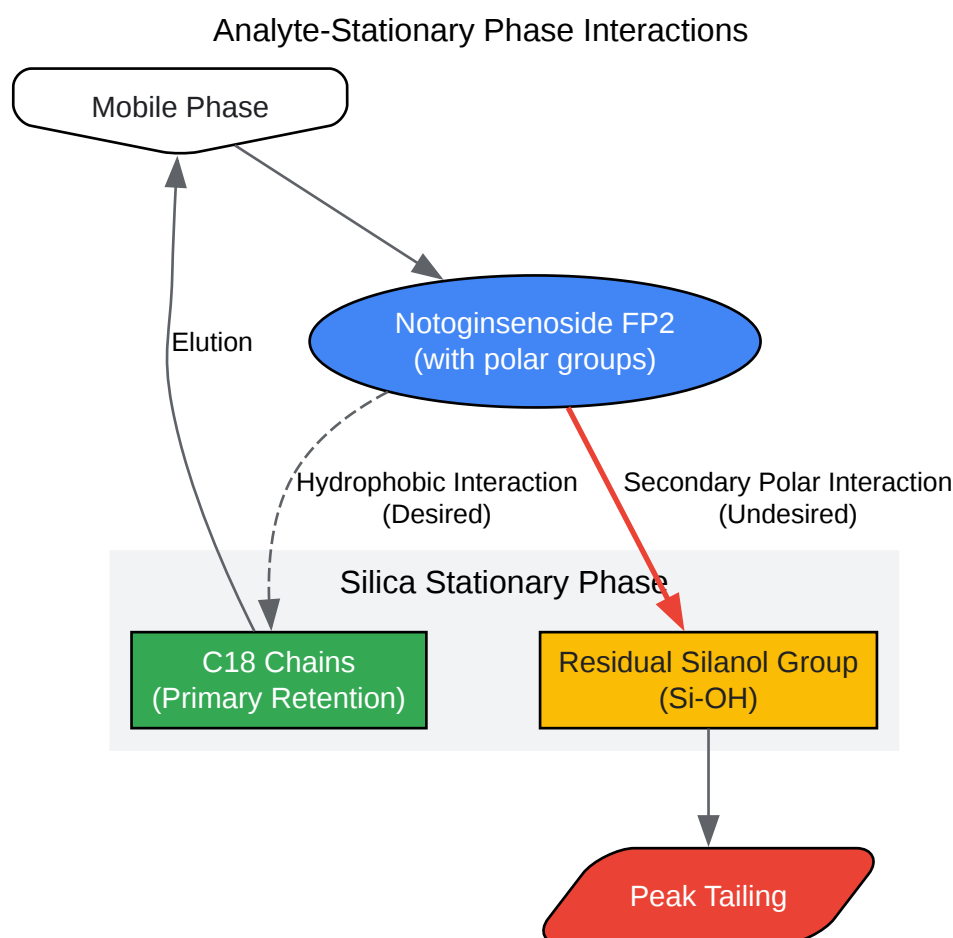 Analyte-Stationary Phase Interactions
Mobile Phase
Notoginsenoside FP2
(with polar groups)
Elution
Hydrophobic Interaction
(Desired)
Secondary Polar Interaction
(Undesired)
Silica Stationary Phase
C18 Chains
(Primary Retention)
Residual Silanol Group
(Si-OH)
Peak Tailing